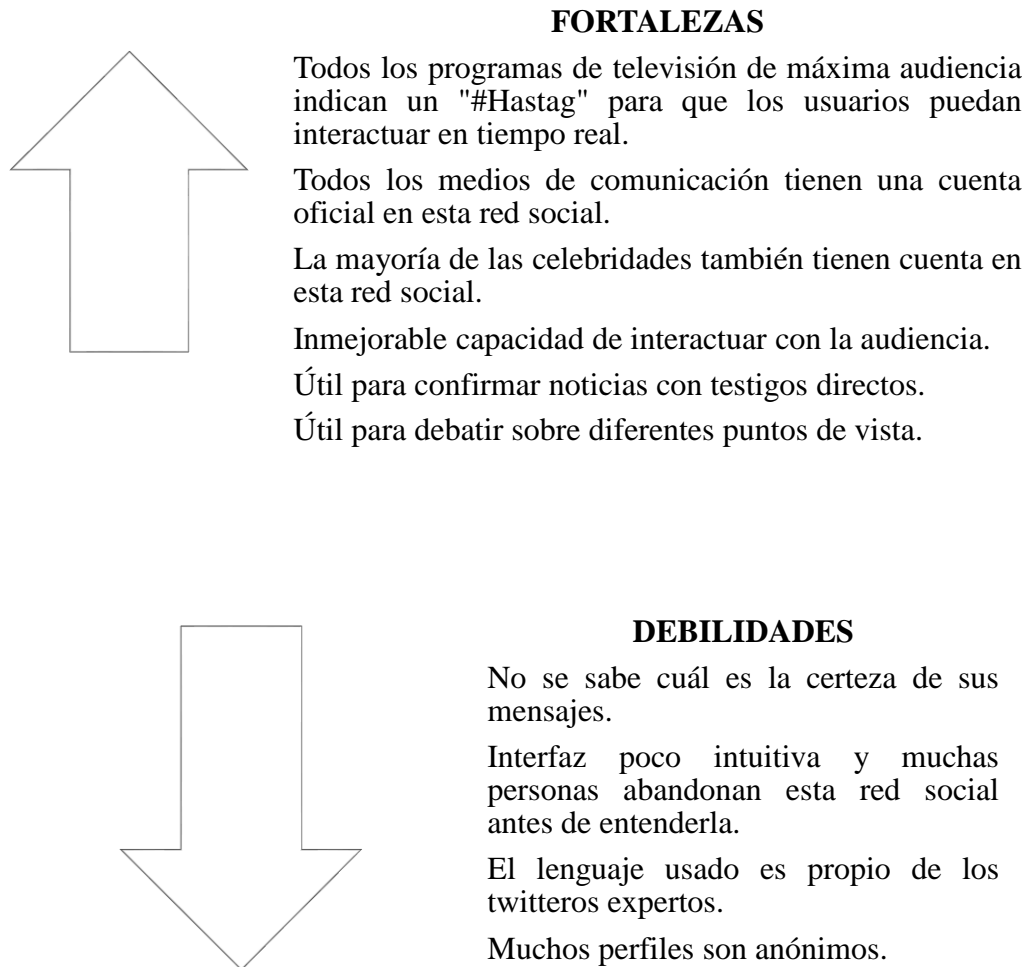 FORTALEZAS
Todos los programas de televisión de máxima audiencia
indican un "#Hastag" para que los usuarios puedan
interactuar en tiempo real.
Todos los medios de comunicación tienen una cuenta
oficial en esta red social.
La mayoría de las celebridades también tienen cuenta en
esta red social.
Inmejorable capacidad de interactuar con la audiencia.
Útil para confirmar noticias con testigos directos.
Útil para debatir sobre diferentes puntos de vista.
DEBILIDADES
No se sabe cuál es la certeza de sus
mensajes.
Interfaz poco intuitiva y muchas
personas abandonan esta red social
antes de entenderla.
El lenguaje usado es propio de los
twitteros expertos.
Muchos perfiles son anónimos.